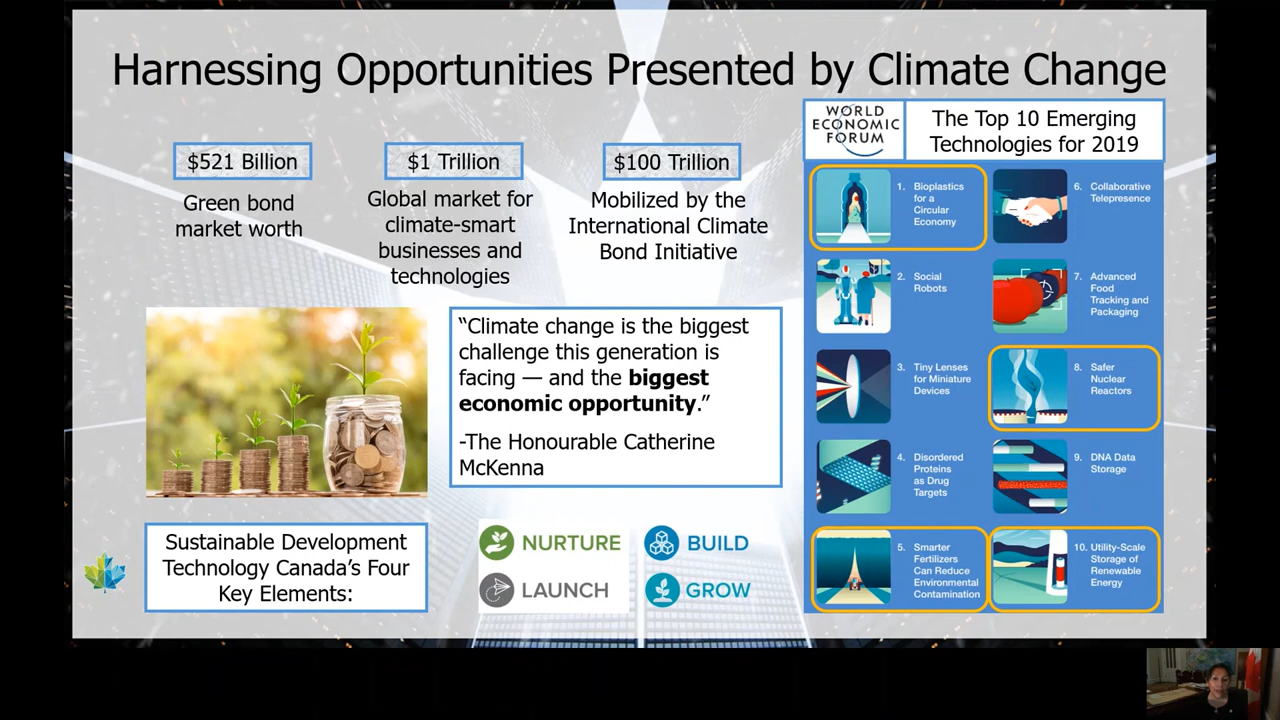 Harnessing Opportunities Presented by Climate Change
$521 Billion
Green bond
market worth
$1 Trillion
Global market for
climate-smart
businesses and
technologies
$100 Trillion
Mobilized by the
International Climate
Bond Initiative
“Climate change is the biggest
challenge this generation is
facing — and the biggest
economic opportunity.”
-The Honourable Catherine
McKenna
Sustainable Development
Technology Canada’s Four
Key Elements:
NURTURE
BUILD
LAUNCH
GROW
WORLD
ECONOMIC
FORUM
The Top 10 Emerging
Technologies for 2019
1. Bioplastics
for a
Circular
Economy
2. Social
Robots
3. Tiny Lenses
for Miniature
Devices
4. Disordered
Proteins
as Drug
Targets
5. Smarter
Fertilizers
Can Reduce
Environmental
Contamination
6. Collaborative
Telepresence
7. Advanced
Food
Tracking and
Packaging
8. Safer
Nuclear
Reactors
9. DNA Data
Storage
10. Utility-Scale
Storage of
Renewable
Energy